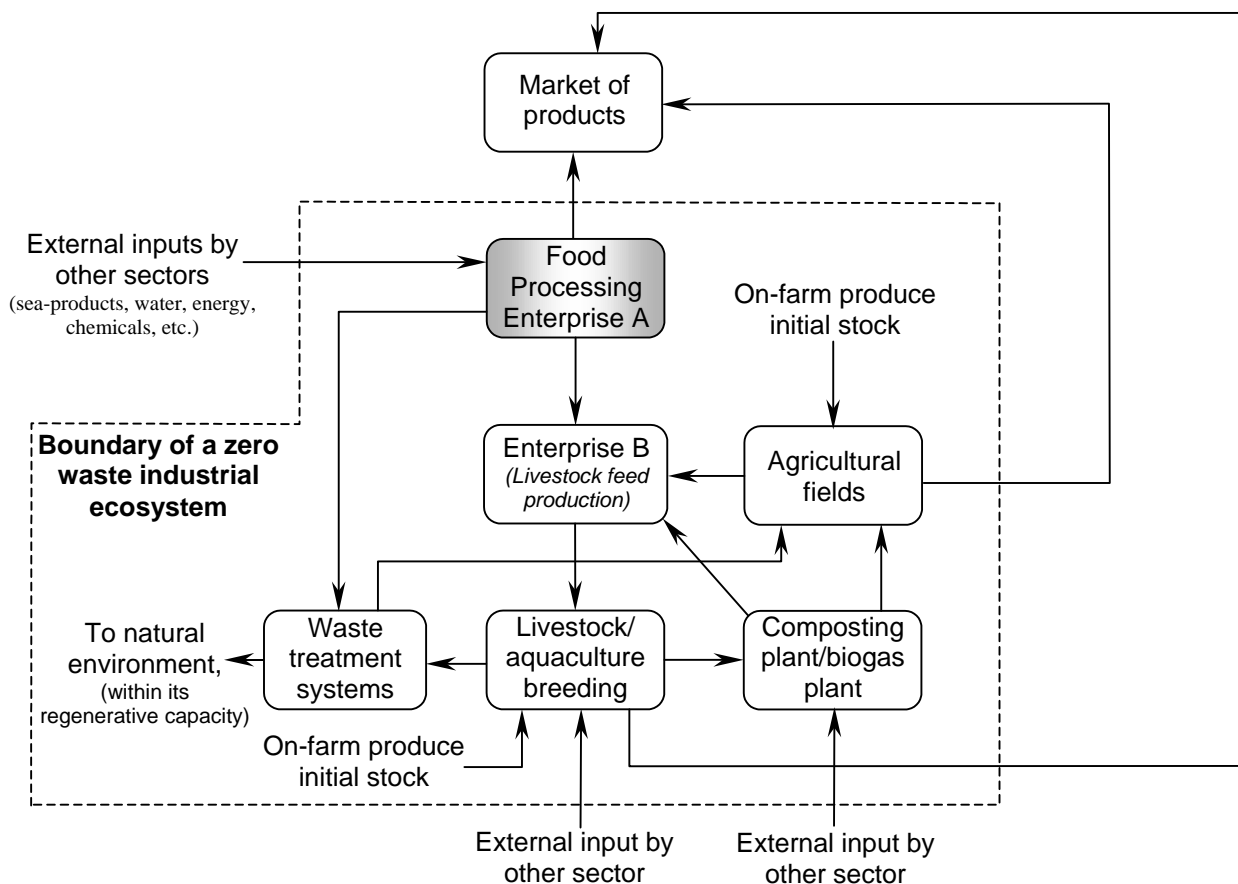 Market of
products
External inputs by
other sectors
(sea-products, water, energy,
chemicals, etc.)
Food
Processing
Enterprise A
On-farm produce
initial stock
Boundary of a zero
waste industrial
ecosystem
Enterprise B
(Livestock feed
production)
Agricultural
fields
To natural
environment,
(within its
regenerative capacity)
Waste
treatment
systems
Livestock/
aquaculture
breeding
Composting
plant/biogas
plant
On-farm produce
initial stock
External input by
other sector
External input by
other sector